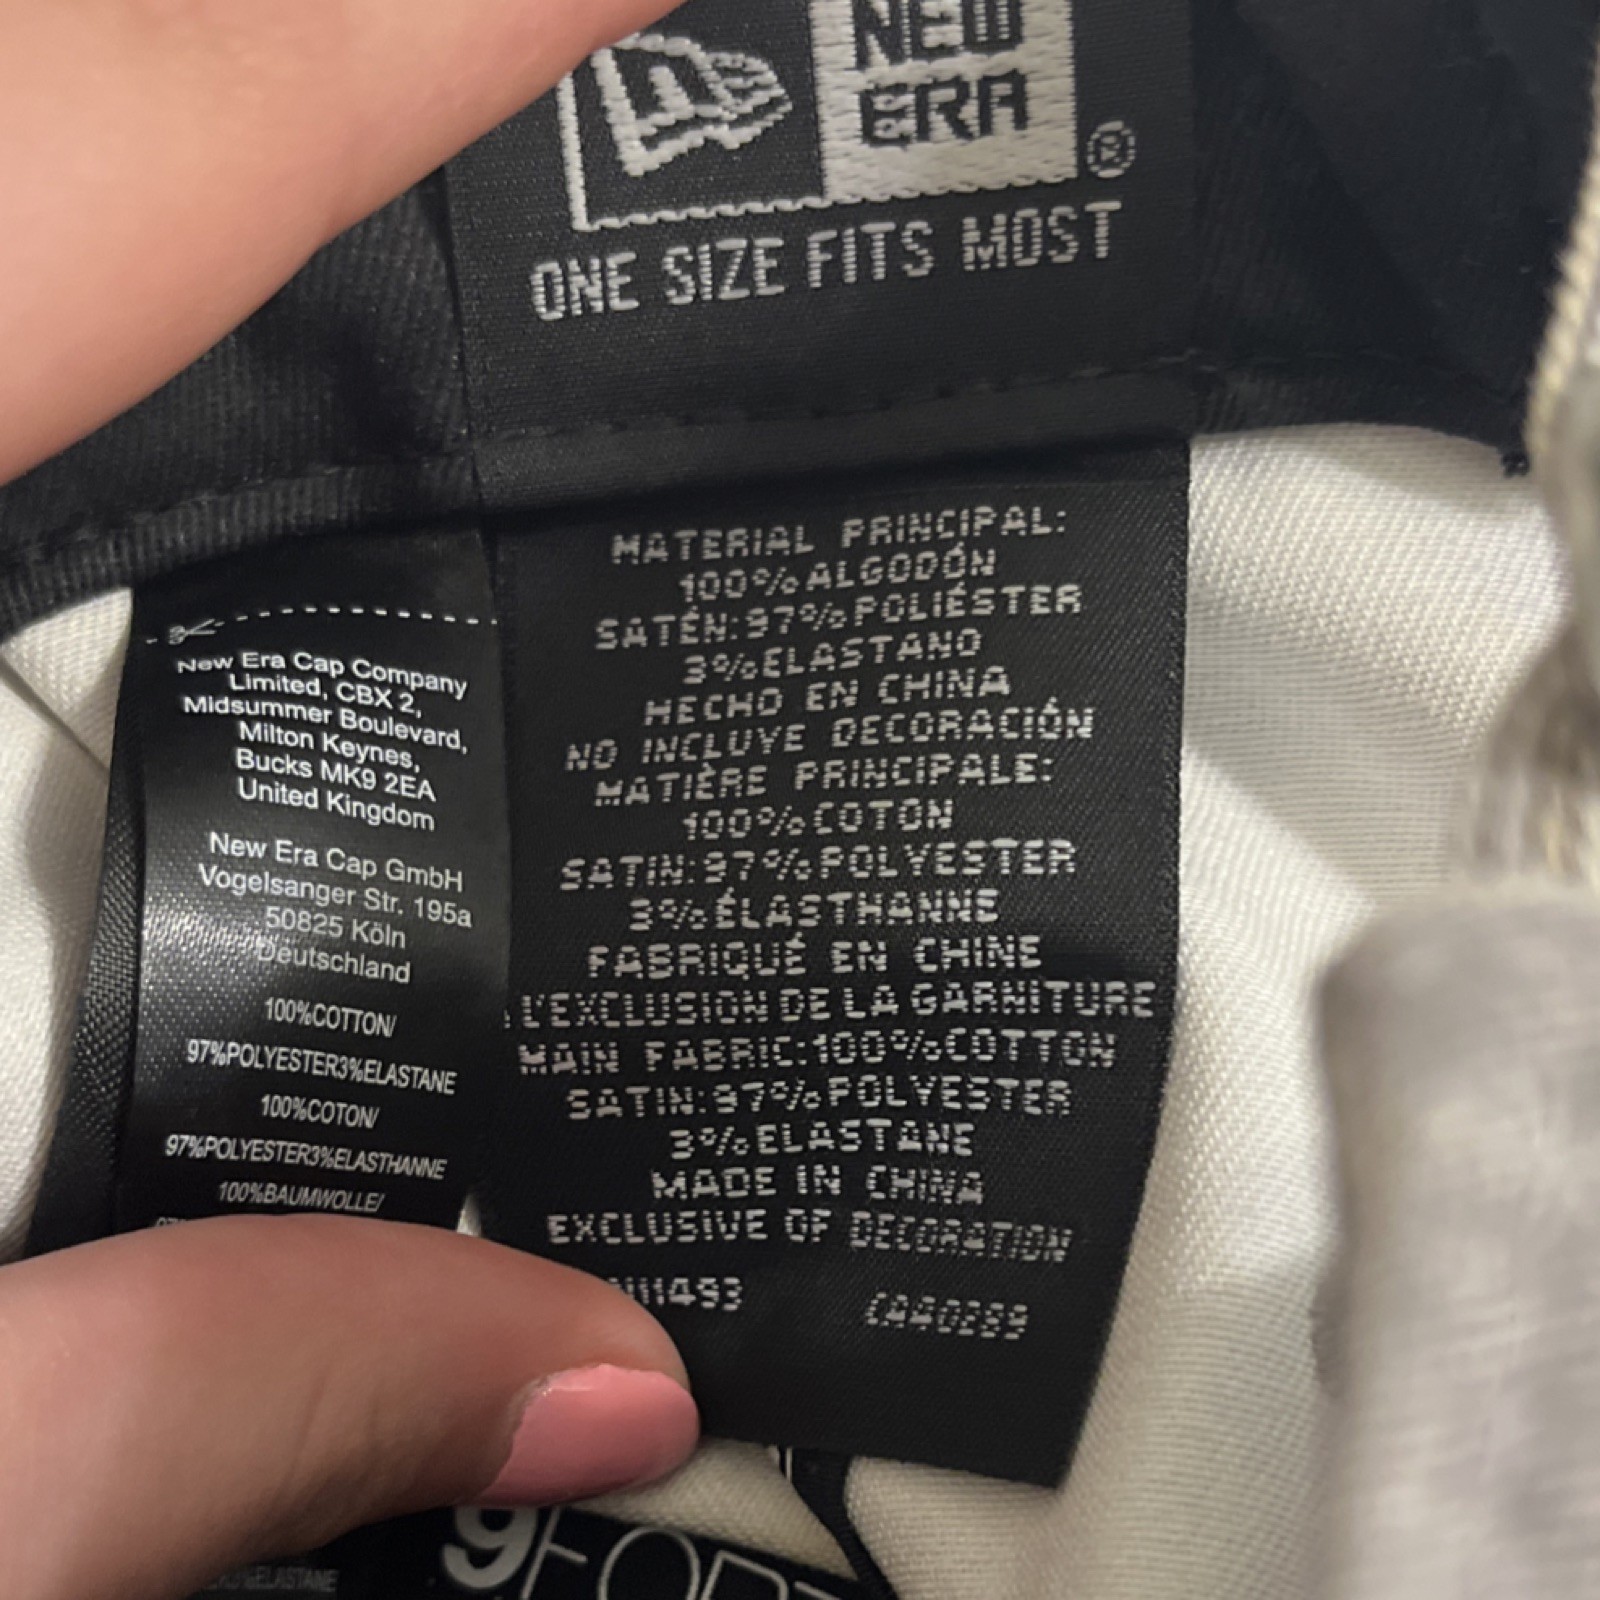 NEW
ERA
®
ONE SIZE FITS MOST
New Era Cap Company
Limited, CBX 2,
Midsummer Boulevard,
Milton Keynes,
Bucks MK9 2EA
United Kingdom
New Era Cap GmbH
Vogelsanger Str. 195a
50825 Köln
Deutschland
100%COTTON/
97%POLYESTER3%ELASTANE
100%COTON/
97%POLYESTER3%ELASTHANNE
100%BAUMWOLLE/
MATERIAL PRINCIPAL:
100%ALGODÓN
SATÉN:97%POLIÉSTER
3%ELASTANO
HECHO EN CHINA
NO INCLUYE DECORACIÓN
MATIÈRE PRINCIPALE:
100%COTON
SATIN:97%POLYESTER
3%ÉLASTHANNE
FABRIQUÉ EN CHINE
L'EXCLUSION DE LA GARNITURE
MAIN FABRIC:100%COTTON
SATIN:97%POLYESTER
3%ELASTANE
MADE IN CHINA
EXCLUSIVE OF DECORATION
11493 CA40289
9FORT
ELASTANE